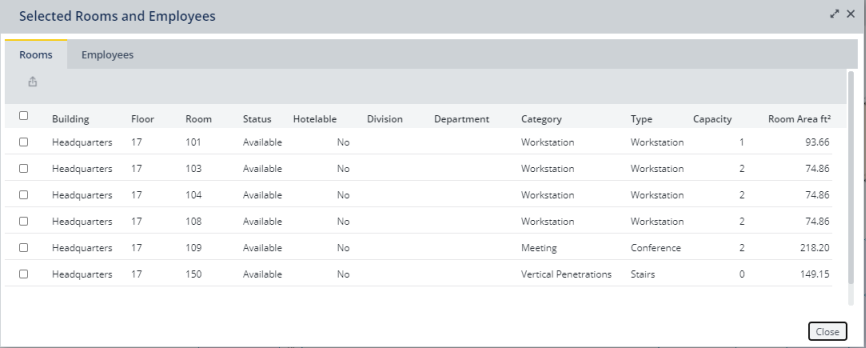 Selected Rooms and Employees
Rooms Employees
Building Floor Room Status Hotelable Division Department Category Type Capacity Room Area ft²
Headquarters 17 101 Available No Workstation Workstation 1 93.66
Headquarters 17 103 Available No Workstation Workstation 2 74.86
Headquarters 17 104 Available No Workstation Workstation 2 74.86
Headquarters 17 108 Available No Workstation Workstation 2 74.86
Headquarters 17 109 Available No Meeting Conference 2 218.20
Headquarters 17 150 Available No Vertical Penetrations Stairs 0 149.15
Close